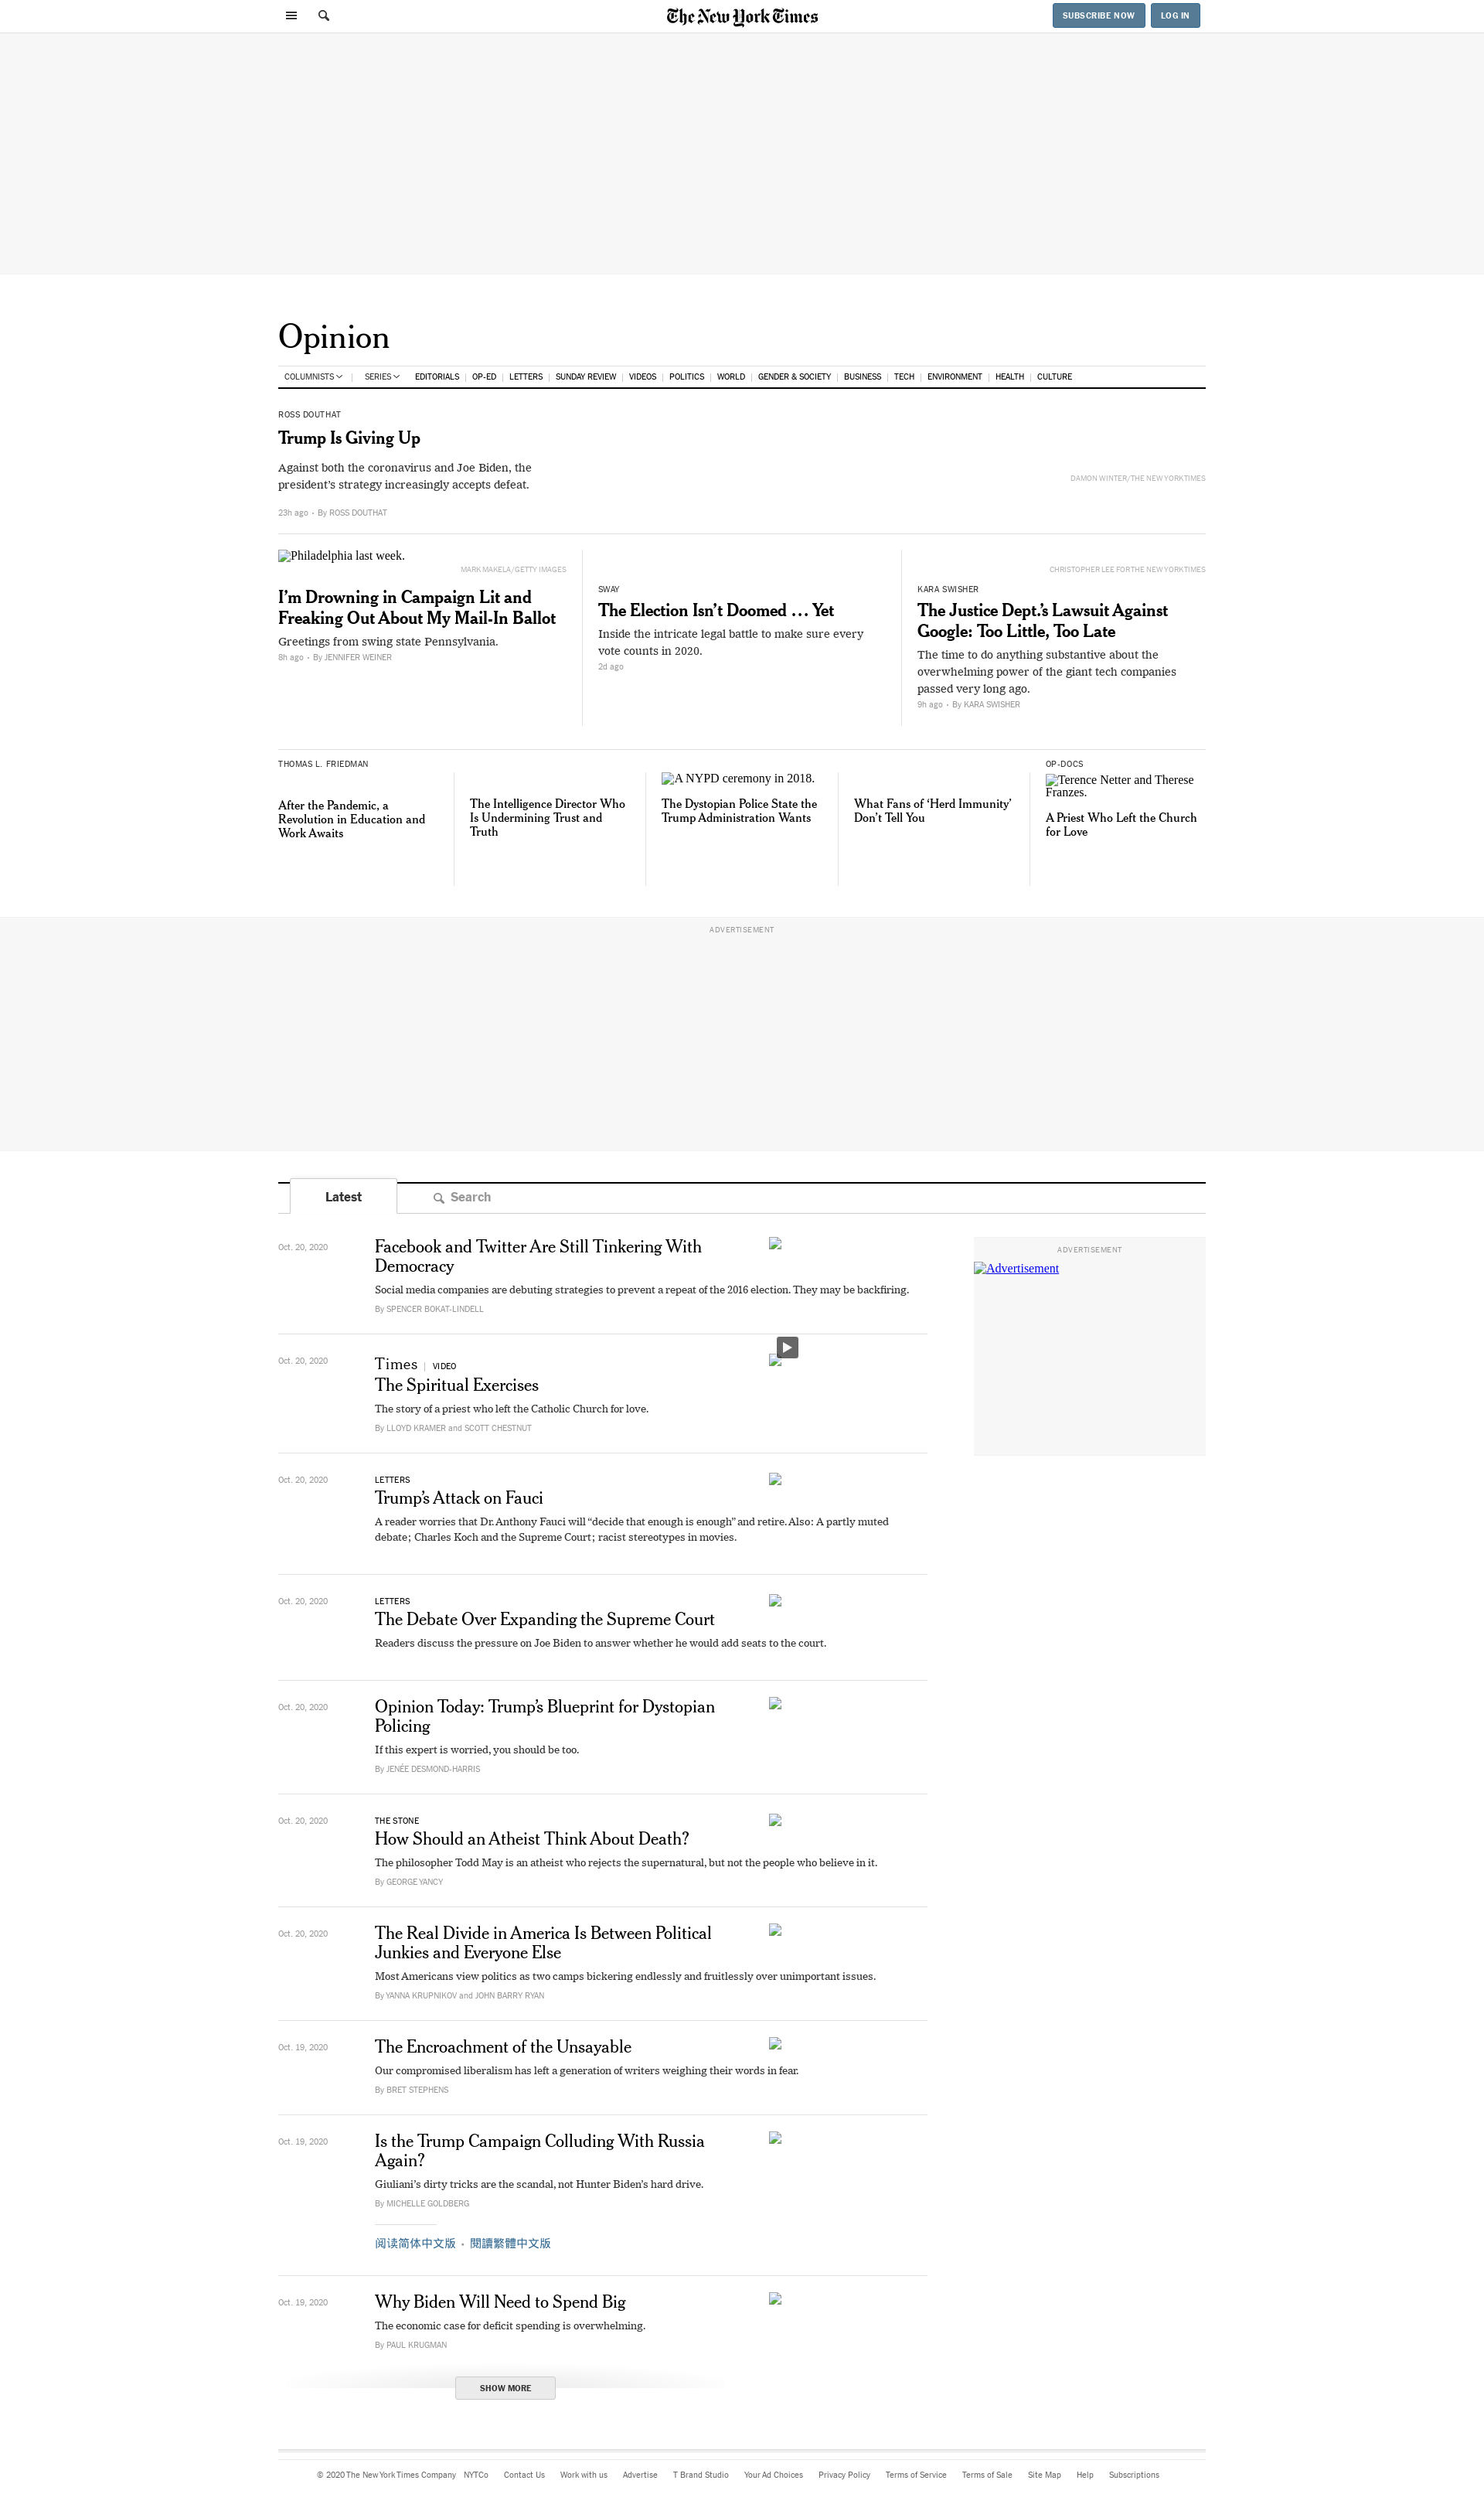 The New York Times
SUBSCRIBE NOW
LOG IN
Opinion
COLUMNISTS | SERIES EDITORIALS | OP-ED | LETTERS | SUNDAY REVIEW | VIDEOS | POLITICS | WORLD | GENDER & SOCIETY | BUSINESS | TECH | ENVIRONMENT | HEALTH | CULTURE
ROSS DOUTHAT
Trump Is Giving Up
Against both the coronavirus and Joe Biden, the
president’s strategy increasingly accepts defeat.
23h ago • By ROSS DOUTHAT
DAMON WINTER/THE NEW YORK TIMES
Philadelphia last week.
MARK MAKELA/GETTY IMAGES
I’m Drowning in Campaign Lit and
Freaking Out About My Mail-In Ballot
Greetings from swing state Pennsylvania.
8h ago • By JENNIFER WEINER
SWAY
The Election Isn’t Doomed … Yet
Inside the intricate legal battle to make sure every
vote counts in 2020.
2d ago
CHRISTOPHER LEE FOR THE NEW YORK TIMES
KARA SWISHER
The Justice Dept.’s Lawsuit Against
Google: Too Little, Too Late
The time to do anything substantive about the
overwhelming power of the giant tech companies
passed very long ago.
9h ago • By KARA SWISHER
THOMAS L. FRIEDMAN
After the Pandemic, a
Revolution in Education and
Work Awaits
The Intelligence Director Who
Is Undermining Trust and
Truth
A NYPD ceremony in 2018.
The Dystopian Police State the
Trump Administration Wants
What Fans of ‘Herd Immunity’
Don’t Tell You
OP-DOCS
Terence Netter and Therese
Franzes.
A Priest Who Left the Church
for Love
ADVERTISEMENT
Latest
Search
Oct. 20, 2020
Facebook and Twitter Are Still Tinkering With
Democracy
Social media companies are debuting strategies to prevent a repeat of the 2016 election. They may be backfiring.
By SPENCER BOKAT-LINDELL
ADVERTISEMENT
Advertisement
Oct. 20, 2020
Times | VIDEO
The Spiritual Exercises
The story of a priest who left the Catholic Church for love.
By LLOYD KRAMER and SCOTT CHESTNUT
Oct. 20, 2020
LETTERS
Trump’s Attack on Fauci
A reader worries that Dr. Anthony Fauci will “decide that enough is enough” and retire. Also: A partly muted
debate; Charles Koch and the Supreme Court; racist stereotypes in movies.
Oct. 20, 2020
LETTERS
The Debate Over Expanding the Supreme Court
Readers discuss the pressure on Joe Biden to answer whether he would add seats to the court.
Oct. 20, 2020
Opinion Today: Trump’s Blueprint for Dystopian
Policing
If this expert is worried, you should be too.
By JENÉE DESMOND-HARRIS
Oct. 20, 2020
THE STONE
How Should an Atheist Think About Death?
The philosopher Todd May is an atheist who rejects the supernatural, but not the people who believe in it.
By GEORGE YANCY
Oct. 20, 2020
The Real Divide in America Is Between Political
Junkies and Everyone Else
Most Americans view politics as two camps bickering endlessly and fruitlessly over unimportant issues.
By YANNA KRUPNIKOV and JOHN BARRY RYAN
Oct. 19, 2020
The Encroachment of the Unsayable
Our compromised liberalism has left a generation of writers weighing their words in fear.
By BRET STEPHENS
Oct. 19, 2020
Is the Trump Campaign Colluding With Russia
Again?
Giuliani’s dirty tricks are the scandal, not Hunter Biden’s hard drive.
By MICHELLE GOLDBERG
阅读简体中文版 • 閱讀繁體中文版
Oct. 19, 2020
Why Biden Will Need to Spend Big
The economic case for deficit spending is overwhelming.
By PAUL KRUGMAN
SHOW MORE
© 2020 The New York Times Company NYTCo Contact Us Work with us Advertise T Brand Studio Your Ad Choices Privacy Policy Terms of Service Terms of Sale Site Map Help Subscriptions